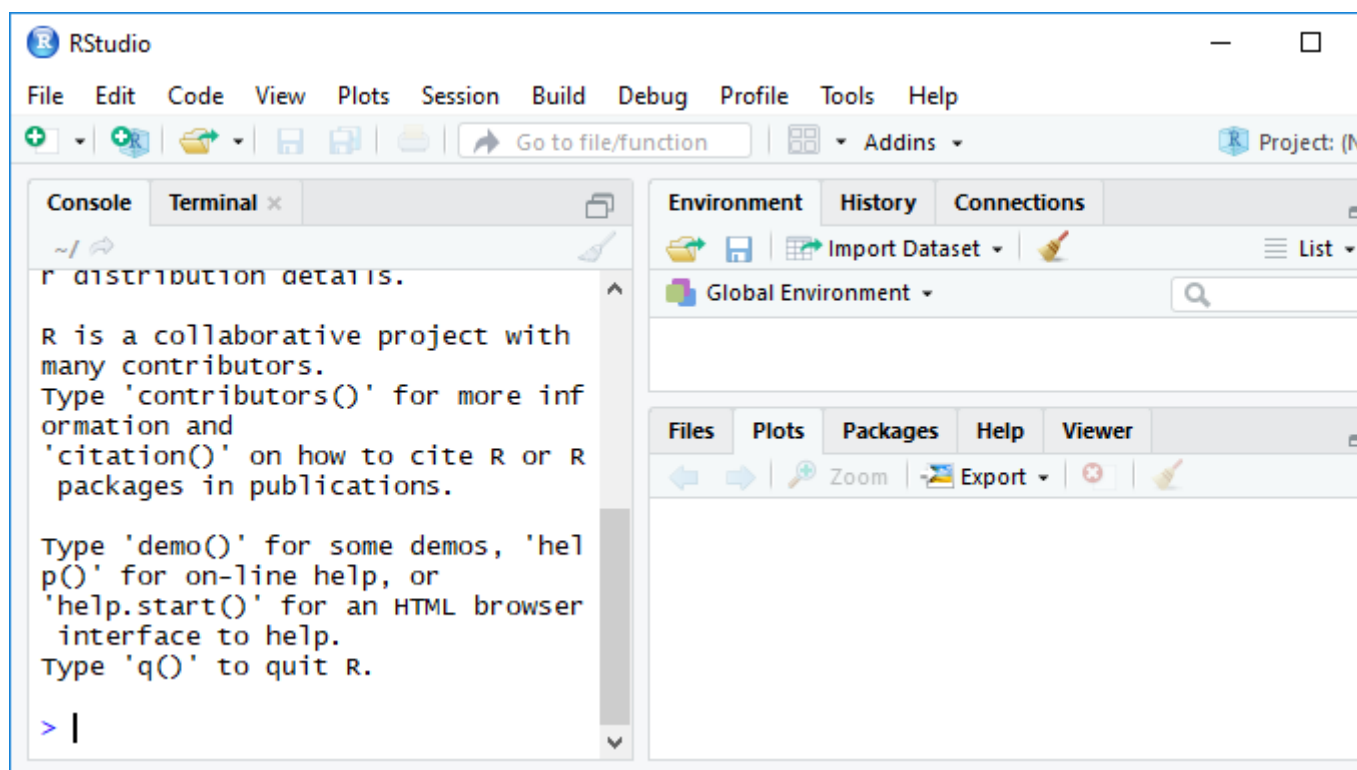 RStudio
File Edit Code View Plots Session Build Debug Profile Tools Help
Go to file/function Addins Project: (N
Console Terminal
~/
r distribution details.
R is a collaborative project with
many contributors.
Type 'contributors()' for more inf
ormation and
'citation()' on how to cite R or R
packages in publications.
Type 'demo()' for some demos, 'hel
p()' for on-line help, or
'help.start()' for an HTML browser
interface to help.
Type 'q()' to quit R.
>
Environment History Connections
Import Dataset List
Global Environment
Files Plots Packages Help Viewer
Zoom Export